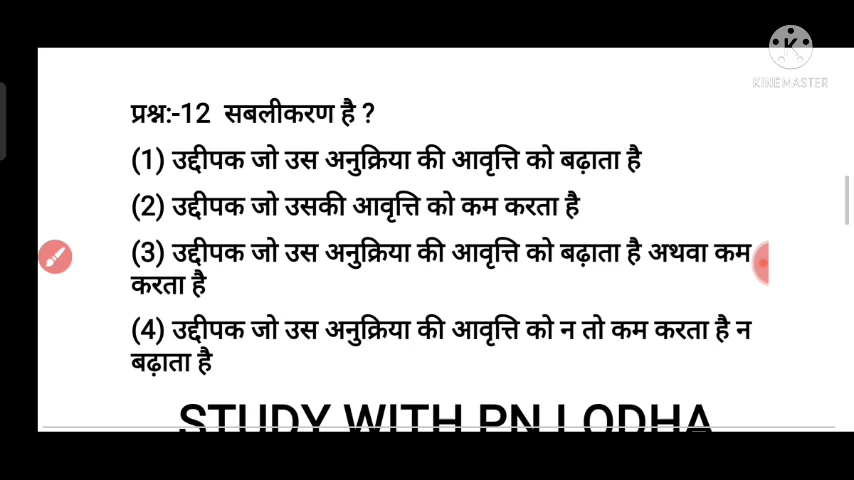 KINEMASTER
प्रश्न:-12 सबलीकरण है ?
(1) उद्दीपक जो उस अनुक्रिया की आवृत्ति को बढ़ाता है
(2) उद्दीपक जो उसकी आवृत्ति को कम करता है
(3) उद्दीपक जो उस अनुक्रिया की आवृत्ति को बढ़ाता है अथवा कम
करता है
(4) उद्दीपक जो उस अनुक्रिया की आवृत्ति को न तो कम करता है न
बढ़ाता है
STUDY WITH PN LODHA